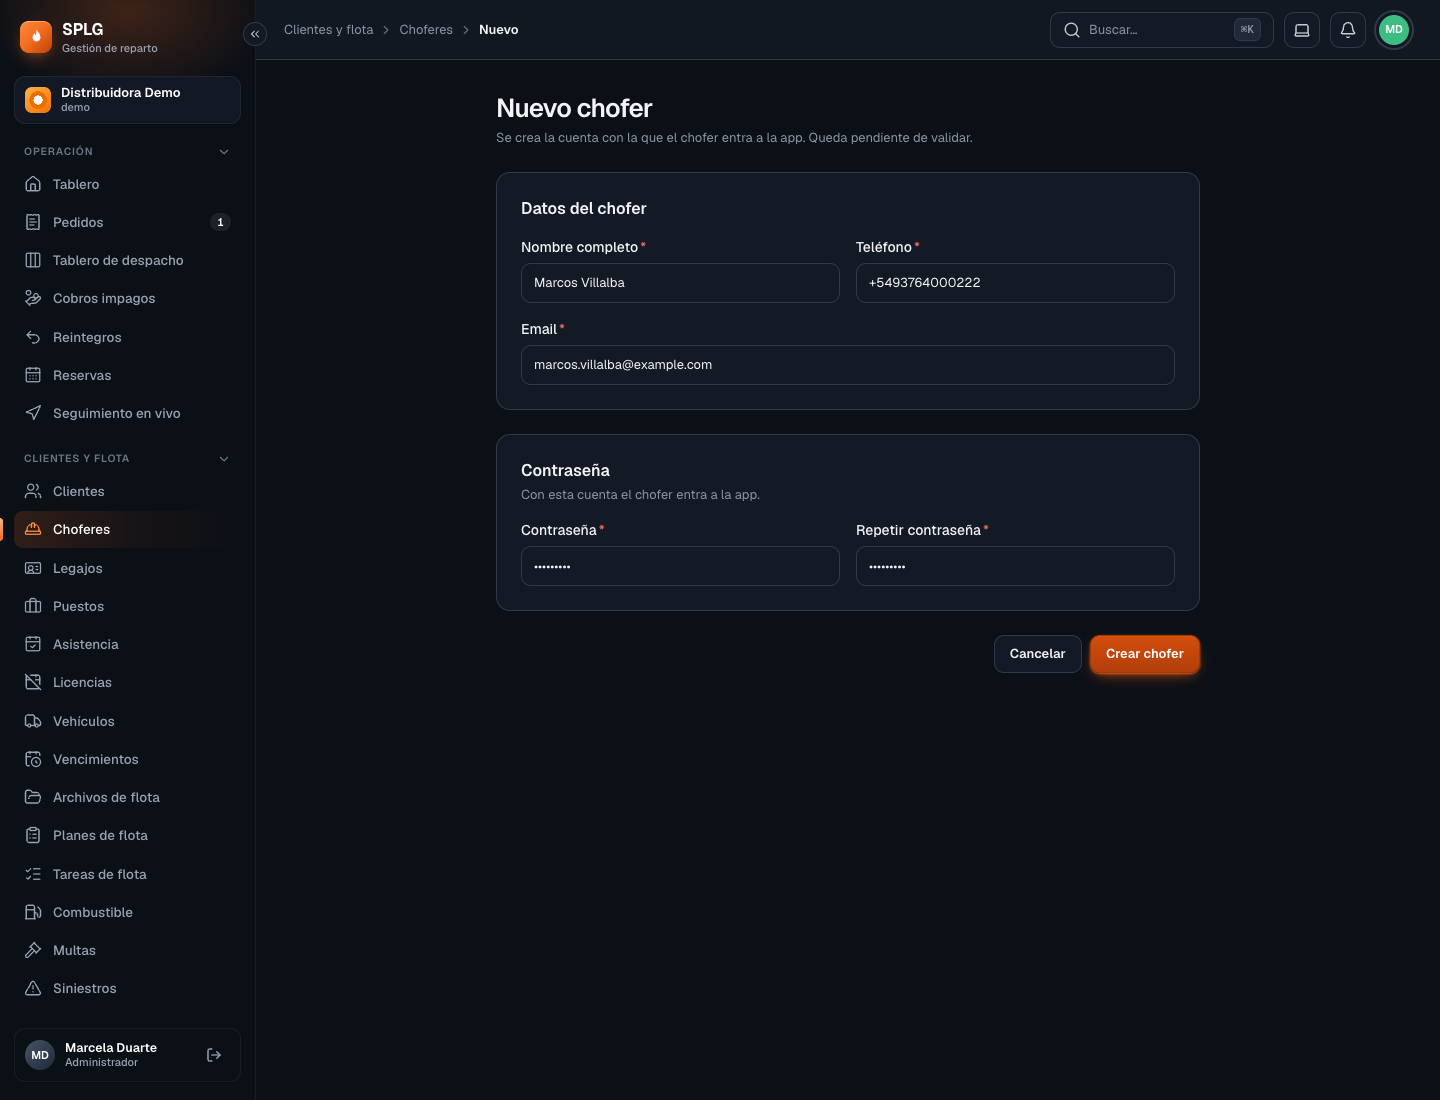 SPLG
Gestión de reparto
Distribuidora Demo
demo
OPERACIÓN
Tablero
Pedidos 1
Tablero de despacho
Cobros impagos
Reintegros
Reservas
Seguimiento en vivo
CLIENTES Y FLOTA
Clientes
Choferes
Legajos
Puestos
Asistencia
Licencias
Vehículos
Vencimientos
Archivos de flota
Planes de flota
Tareas de flota
Combustible
Multas
Siniestros
MD Marcela Duarte
Administrador
Clientes y flota > Choferes > Nuevo
Buscar... ⌘K MD
Nuevo chofer
Se crea la cuenta con la que el chofer entra a la app. Queda pendiente de validar.
Datos del chofer
Nombre completo * Teléfono *
Marcos Villalba +5493764000222
Email *
marcos.villalba@example.com
Contraseña
Con esta cuenta el chofer entra a la app.
Contraseña * Repetir contraseña *
••••••••• •••••••••
Cancelar Crear chofer